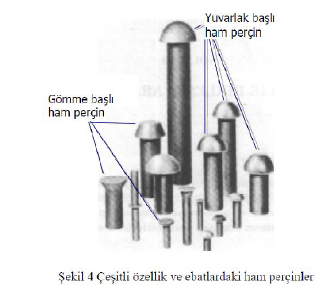 Yuvarlak başlı
ham perçin
Gömme başlı
ham perçin
Şekil 4 Çeşitli özellik ve ebatlardaki ham perçinler